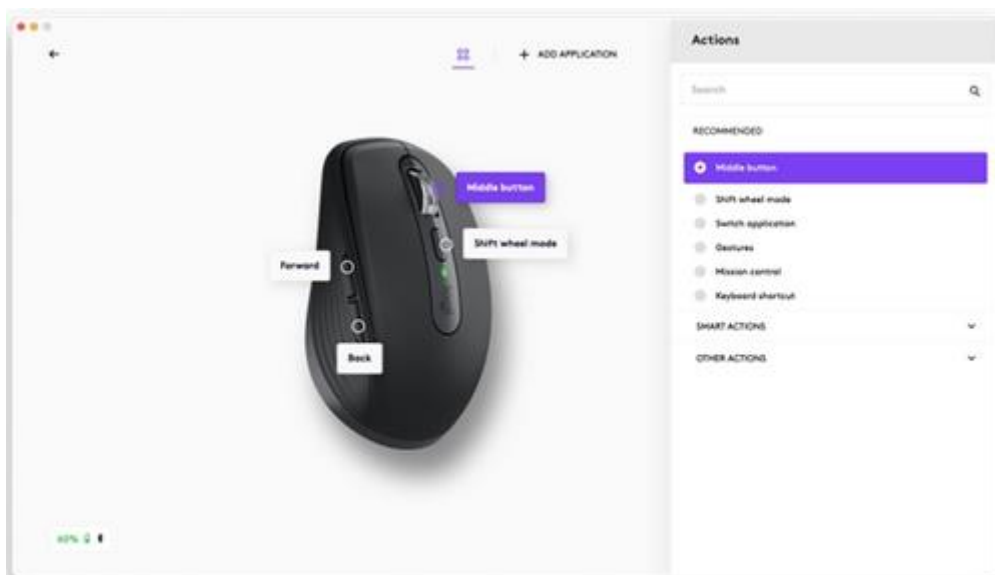 + ADD APPLICATION
Actions
Search
RECOMMENDED
Middle button
Shift wheel mode
Switch application
Gestures
Mission control
Keyboard shortcut
SMART ACTIONS
OTHER ACTIONS
Middle button
Shift wheel mode
Forward
Back
60%